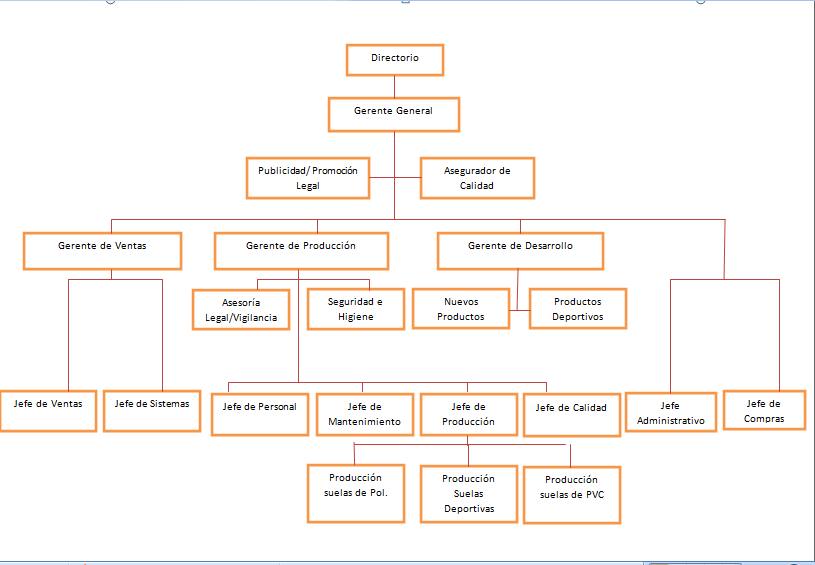 Directorio
Gerente General
Publicidad/ Promoción
Legal
Asegurador de
Calidad
Gerente de Ventas
Gerente de Producción
Gerente de Desarrollo
Asesoría
Legal/Vigilancia
Seguridad e
Higiene
Nuevos
Productos
Productos
Deportivos
Jefe de Ventas
Jefe de Sistemas
Jefe de Personal
Jefe de
Mantenimiento
Jefe de
Producción
Jefe de Calidad
Jefe
Administrativo
Jefe de
Compras
Producción
suelas de Pol.
Producción
Suelas
Deportivas
Producción
suelas de PVC